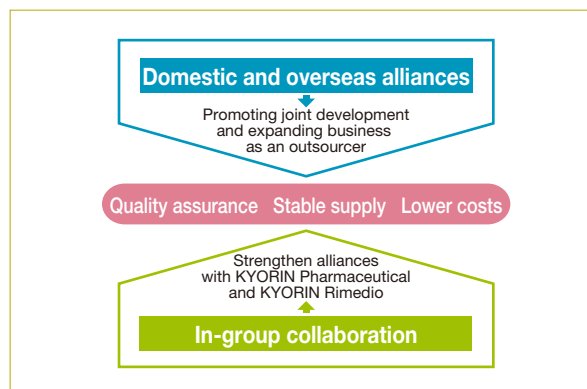 Domestic and overseas alliances
Promoting joint development
and expanding business
as an outsourcer
Quality assurance Stable supply Lower costs
Strengthen alliances
with KYORIN Pharmaceutical
and KYORIN Rimedio
In-group collaboration